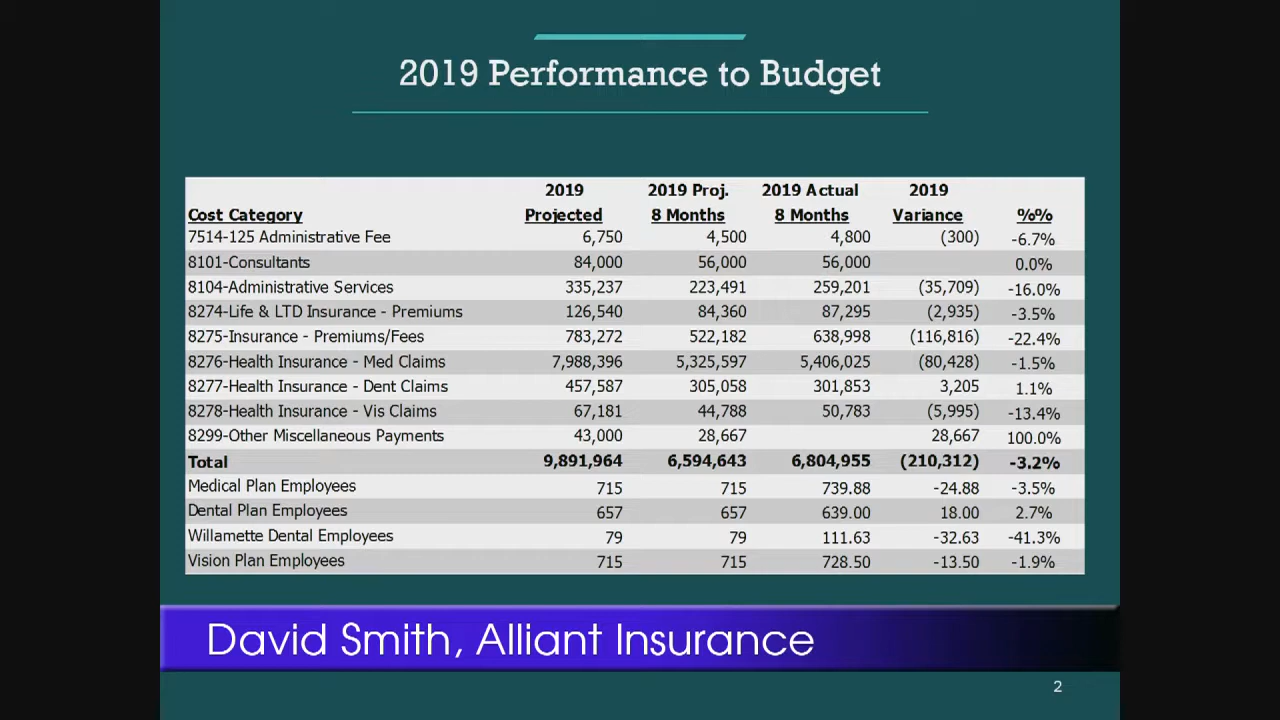 2019 Performance to Budget
2019 2019 Proj. 2019 Actual 2019
Cost Category Projected 8 Months 8 Months Variance %%
7514-125 Administrative Fee 6,750 4,500 4,800 (300) -6.7%
8101-Consultants 84,000 56,000 56,000 0.0%
8104-Administrative Services 335,237 223,491 259,201 (35,709) -16.0%
8274-Life & LTD Insurance - Premiums 126,540 84,360 87,295 (2,935) -3.5%
8275-Insurance - Premiums/Fees 783,272 522,182 638,998 (116,816) -22.4%
8276-Health Insurance - Med Claims 7,988,396 5,325,597 5,406,025 (80,428) -1.5%
8277-Health Insurance - Dent Claims 457,587 305,058 301,853 3,205 1.1%
8278-Health Insurance - Vis Claims 67,181 44,788 50,783 (5,995) -13.4%
8299-Other Miscellaneous Payments 43,000 28,667 28,667 100.0%
Total 9,891,964 6,594,643 6,804,955 (210,312) -3.2%
Medical Plan Employees 715 715 739.88 -24.88 -3.5%
Dental Plan Employees 657 657 639.00 18.00 2.7%
Willamette Dental Employees 79 79 111.63 -32.63 -41.3%
Vision Plan Employees 715 715 728.50 -13.50 -1.9%
David Smith, Alliant Insurance
2